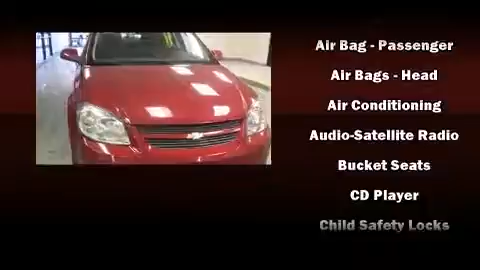 Air Bag - Passenger
Air Bags - Head
Air Conditioning
Audio-Satellite Radio
Bucket Seats
CD Player
Child Safety Locks